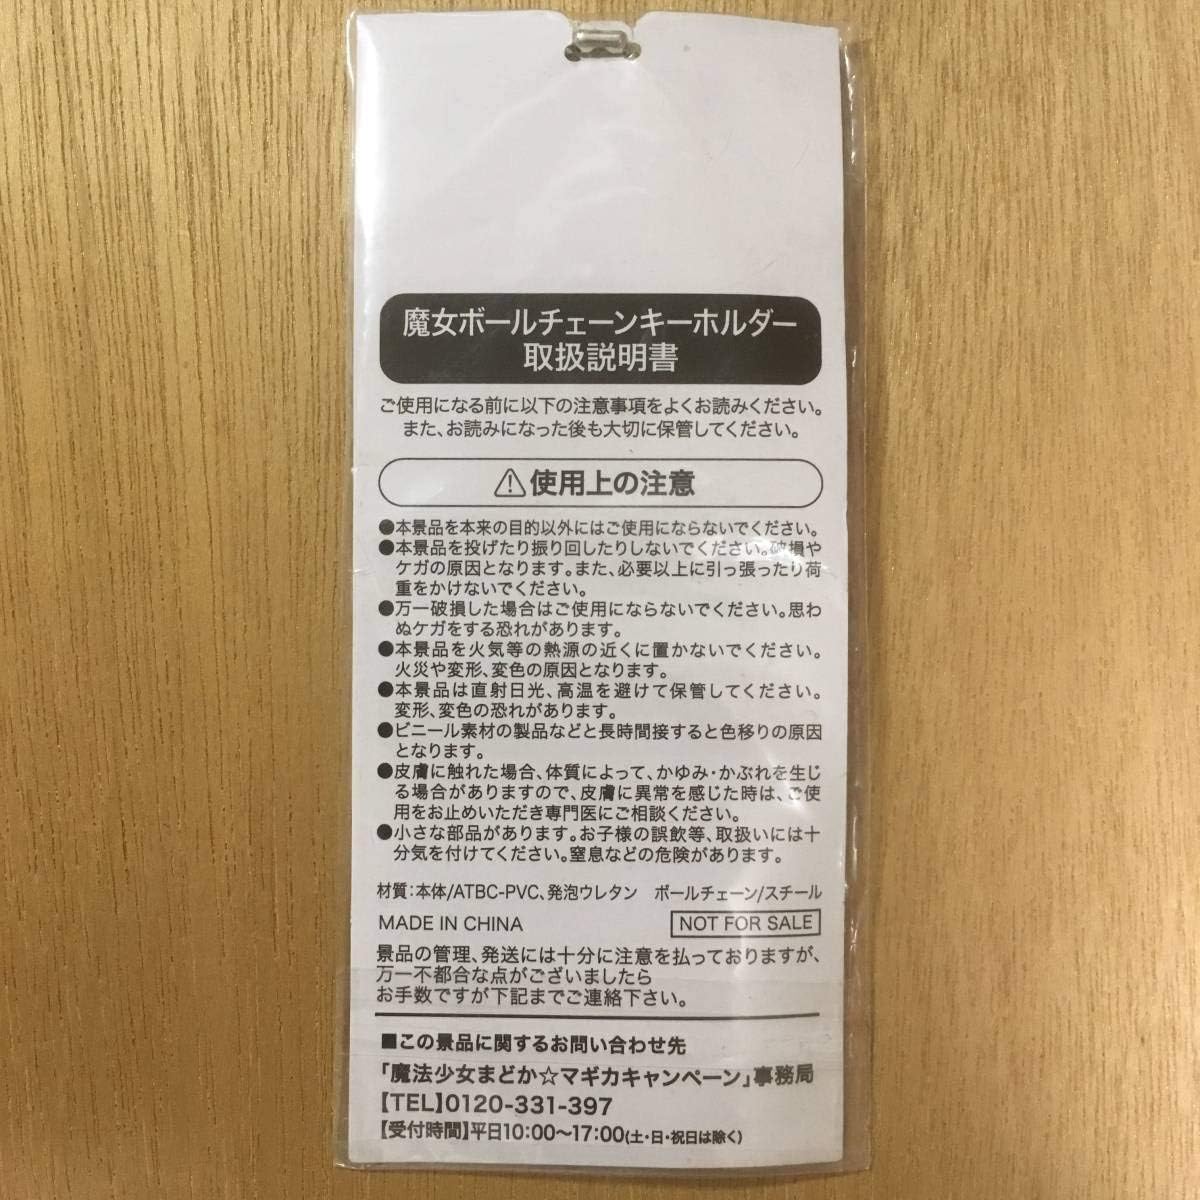 魔女ボールチェーンキーホルダー
取扱説明書
ご使用になる前に以下の注意事項をよくお読みください。
また、お読みになった後も大切に保管してください。
⚠使用上の注意
●本景品を本来の目的以外にはご使用にならないでください。
●本景品を投げたり振り回したりしないでください。破損や
ケガの原因となります。また、必要以上に引っ張ったり荷
重をかけないでください。
●万一破損した場合はご使用にならないでください。思わ
ぬケガをする恐れがあります。
●本景品を火気等の熱源の近くに置かないでください。
火災や変形、変色の原因となります。
●本景品は直射日光、高温を避けて保管してください。
変形、変色の恐れがあります。
●ビニール素材の製品などと長時間接すると色移りの原因
となります。
●皮膚に触れた場合、体質によって、かゆみ・かぶれを生じ
る場合がありますので、皮膚に異常を感じた時は、ご使
用をお止めいただき専門医にご相談ください。
●小さな部品があります。お子様の誤飲等、取扱いには十
分気を付けてください。窒息などの危険があります。
材質：本体/ATBC-PVC、発泡ウレタン　ボールチェーン/スチール
MADE IN CHINA　NOT FOR SALE
景品の管理、発送には十分に注意を払っておりますが、
万一不都合な点がございましたら
お手数ですが下記までご連絡下さい。
■この景品に関するお問い合わせ先
「魔法少女まどか☆マギカキャンペーン」事務局
【TEL】0120-331-397
【受付時間】平日10:00〜17:00(土・日・祝日は除く)